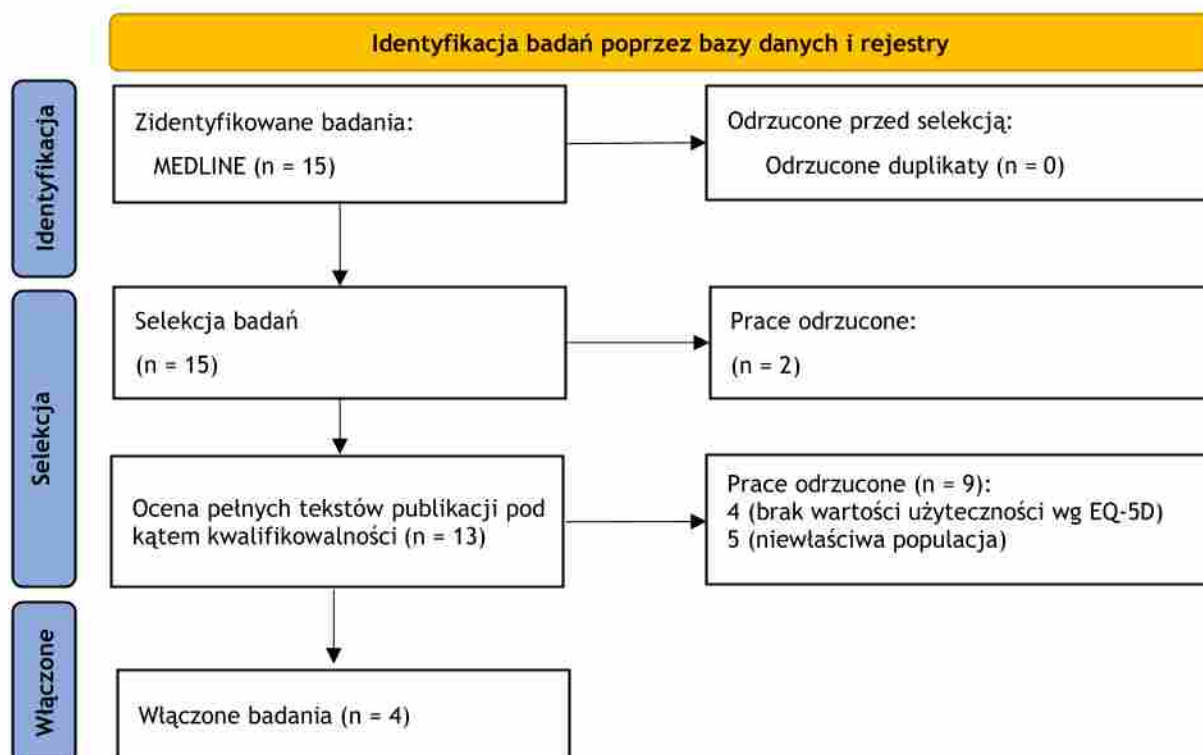 Identyfikacja badań poprzez bazy danych i rejestry
Identyfikacja
Zidentyfikowane badania:
MEDLINE (n = 15)
Odrzucone przed selekcją:
Odrzucone duplikaty (n = 0)
Selekcja
Selekcja badań
(n = 15)
Prace odrzucone:
(n = 2)
Ocena pełnych tekstów publikacji pod
kątem kwalifikowalności (n = 13)
Prace odrzucone (n = 9):
4 (brak wartości użyteczności wg EQ-5D)
5 (niewłaściwa populacja)
Włączone
Włączone badania (n = 4)